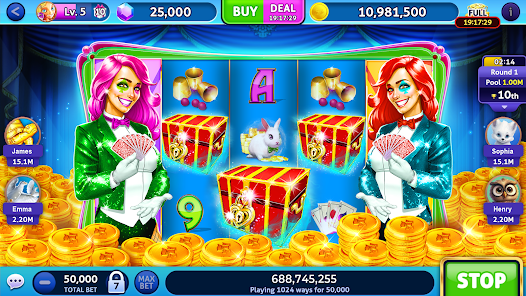 Lv. 5
25,000
BUY
DEAL
19:17:29
10,981,500
FULL
19:17:29
02:14
Round 1
Pool 1.00M
10th
James
15.1M
Emma
2.20M
Sophia
15.1M
Henry
2.20M
A
9
50,000
TOTAL BET
7
MAX
BET
688,745,255
Playing 1024 ways for 50,000
STOP